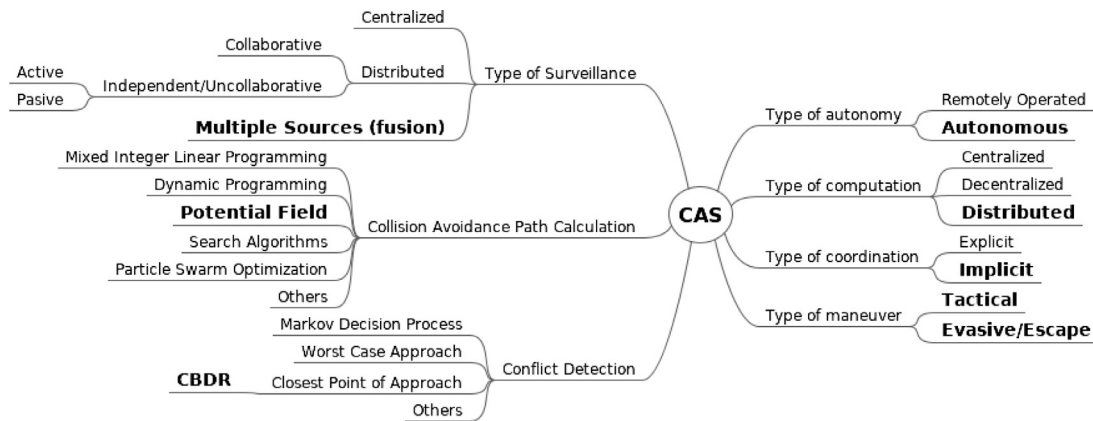 Centralized
Collaborative
Active
Pasive
Independent/Uncollaborative
Distributed
Type of Surveillance
Multiple Sources (fusion)
Mixed Integer Linear Programming
Dynamic Programming
Potential Field
Search Algorithms
Particle Swarm Optimization
Others
Collision Avoidance Path Calculation
Markov Decision Process
Worst Case Approach
CBDR
Closest Point of Approach
Others
Conflict Detection
CAS
Type of autonomy
Remotely Operated
Autonomous
Type of computation
Centralized
Decentralized
Distributed
Type of coordination
Explicit
Implicit
Type of maneuver
Tactical
Evasive/Escape